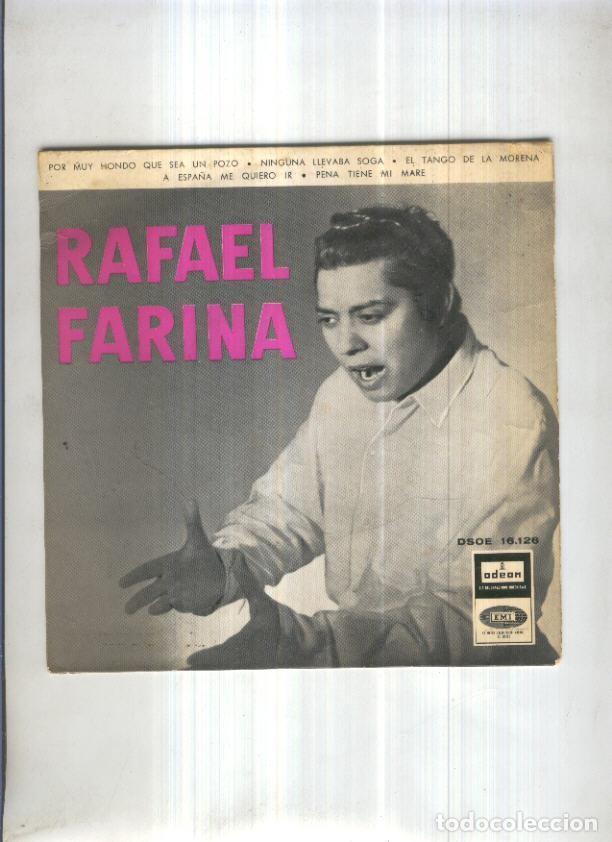 POR MUY HONDO QUE SEA UN POZO • NINGUNA LLEVABA SOGA • EL TANGO DE LA MORENA
A ESPAÑA ME QUIERO IR • PENA TIENE MI MARE
RAFAEL
FARINA
DSOE 16.126
odeon
EMI
todocoleccion